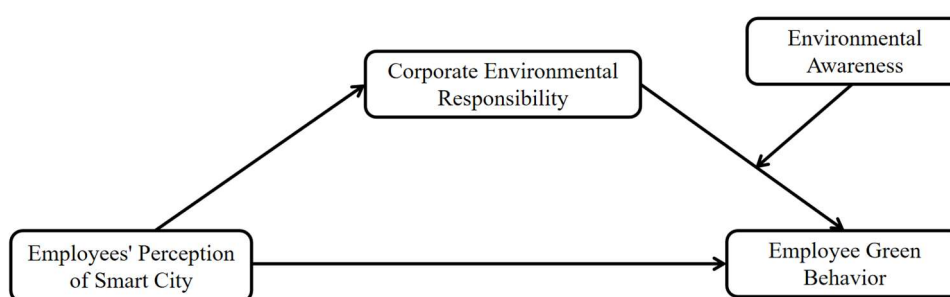 Environmental
Awareness
Corporate Environmental
Responsibility
Employees' Perception
of Smart City
Employee Green
Behavior